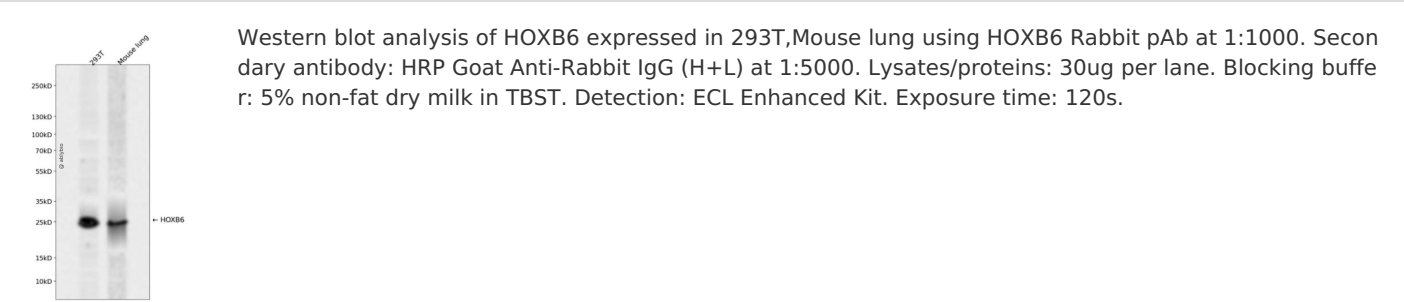 Western blot analysis of HOXB6 expressed in 293T,Mouse lung using HOXB6 Rabbit pAb at 1:1000. Secon
dary antibody: HRP Goat Anti-Rabbit IgG (H+L) at 1:5000. Lysates/proteins: 30ug per lane. Blocking buffe
r: 5% non-fat dry milk in TBST. Detection: ECL Enhanced Kit. Exposure time: 120s.
293T
Mouse lung
250kD
130kD
100kD
70kD
55kD
35kD
25kD
15kD
10kD
← HOXB6